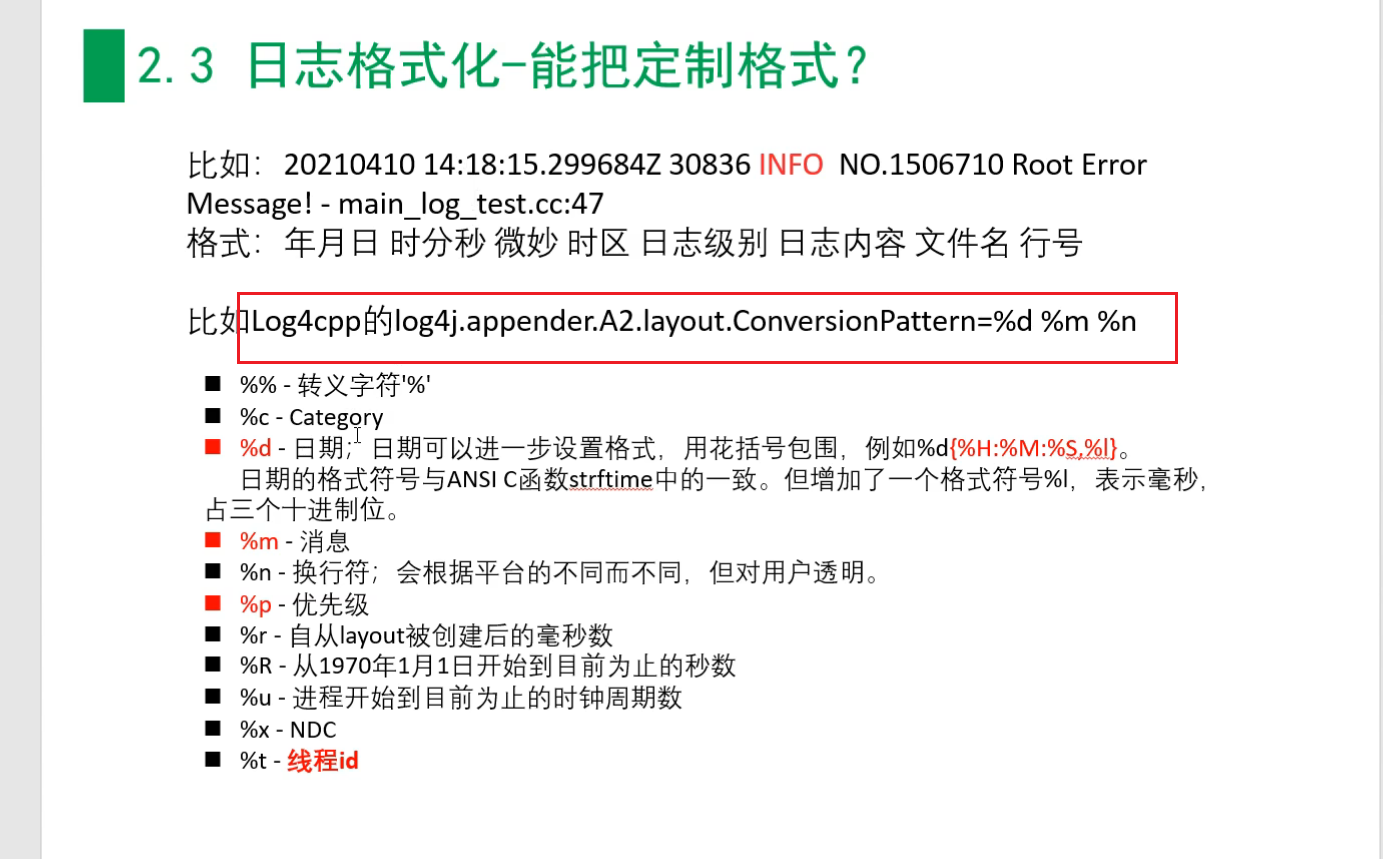 2.3 日志格式化-能把定制格式？
比如：20210410 14:18:15.299684Z 30836 INFO  NO.1506710 Root Error
Message! - main_log_test.cc:47
格式：年月日 时分秒 微妙 时区 日志级别 日志内容 文件名 行号
比如Log4cpp的log4j.appender.A2.layout.ConversionPattern=%d %m %n
■ %% - 转义字符'%'
■ %c - Category
■ %d - 日期；日期可以进一步设置格式，用花括号包围，例如%d{%H:%M:%S,%l}。
日期的格式符号与ANSI C函数strftime中的一致。但增加了一个格式符号%l，表示毫秒，
占三个十进制位。
■ %m - 消息
■ %n - 换行符；会根据平台的不同而不同，但对用户透明。
■ %p - 优先级
■ %r - 自从layout被创建后的毫秒数
■ %R - 从1970年1月1日开始到目前为止的秒数
■ %u - 进程开始到目前为止的时钟周期数
■ %x - NDC
■ %t - 线程id